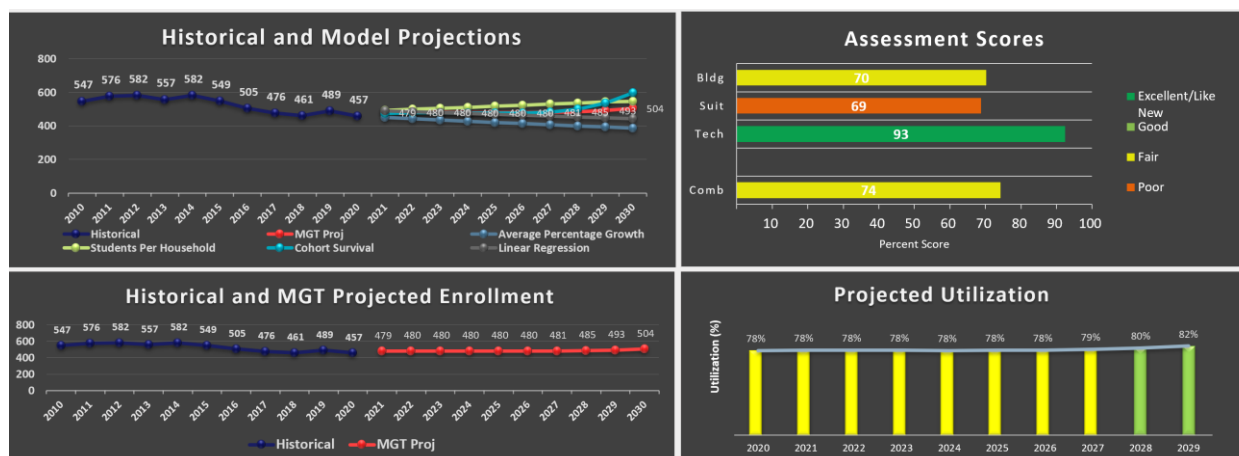 Historical and Model Projections
800
600
400
200
0
547 576 582 557 582 549 505 476 461 489 457
479 480 480 480 480 480 481 485 493 504
2010 2011 2012 2013 2014 2015 2016 2017 2018 2019 2020 2021 2022 2023 2024 2025 2026 2027 2028 2029 2030
Historical MGT Proj Average Percentage Growth
Students Per Household Cohort Survival Linear Regression
Assessment Scores
Bldg 70
Suit 69
Tech 93
Comb 74
10 20 30 40 50 60 70 80 90 100
Percent Score
Excellent/Like
New
Good
Fair
Poor
Historical and MGT Projected Enrollment
800
600
400
200
0
547 576 582 557 582 549 505 476 461 489 457 479 480 480 480 480 480 481 485 493 504
2010 2011 2012 2013 2014 2015 2016 2017 2018 2019 2020 2021 2022 2023 2024 2025 2026 2027 2028 2029 2030
Historical MGT Proj
Projected Utilization
Utilization (%)
78% 78% 78% 78% 78% 78% 78% 79% 80% 82%
2020 2021 2022 2023 2024 2025 2026 2027 2028 2029